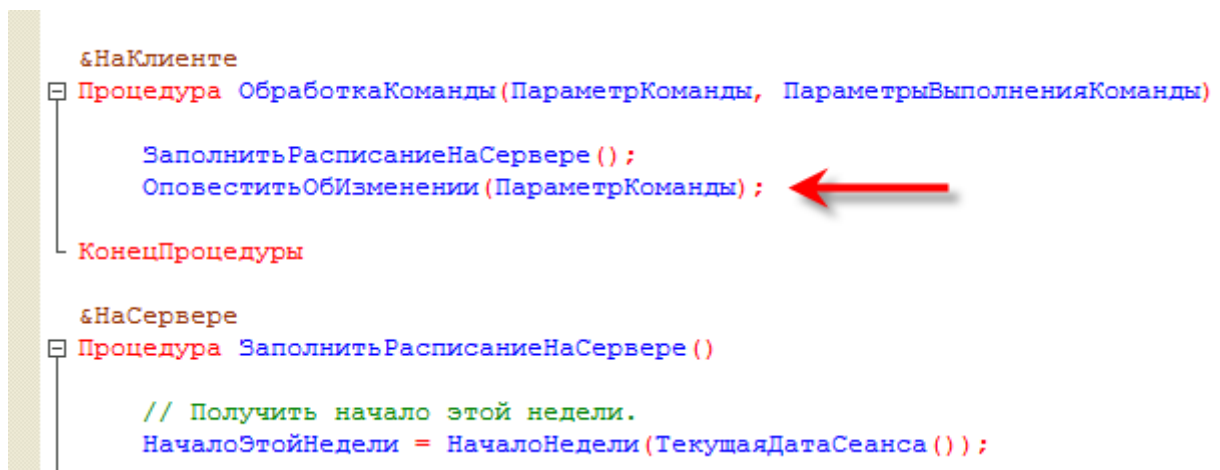 &НаКлиенте
Процедура ОбработкаКоманды(ПараметрКоманды, ПараметрыВыполненияКоманды)
ЗаполнитьРасписаниеНаСервере();
ОповеститьОбИзменении(ПараметрКоманды);
КонецПроцедуры
&НаСервере
Процедура ЗаполнитьРасписаниеНаСервере()
// Получить начало этой недели.
НачалоЭтойНедели = НачалоНедели(ТекущаяДатаСеанса());